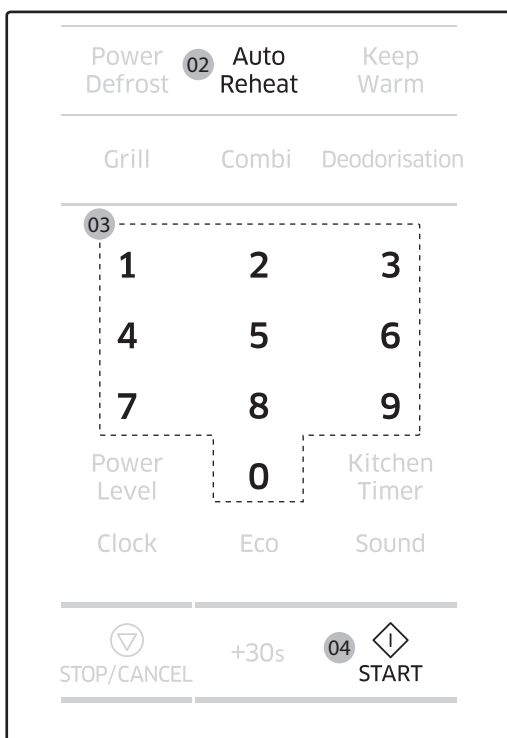 Power Defrost
02
Auto Reheat
Keep Warm
Grill
Combi
Deodorisation
03
1 2 3
4 5 6
7 8 9
Power Level
0
Kitchen Timer
Clock
Eco
Sound
STOP/CANCEL
+30s
04
START